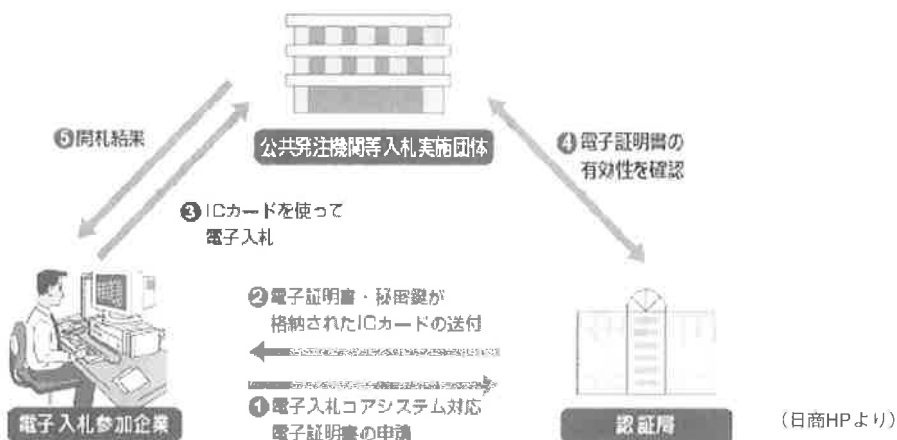 ❺開札結果
公共発注機関等入札実施団体
❹電子証明書の
有効性を確認
❸ICカードを使って
電子入札
❷電子証明書・秘密鍵が
格納されたICカードの送付
❶電子入札コアシステム対応
電子証明書の申請
電子入札参加企業
認証局
(日商HPより)